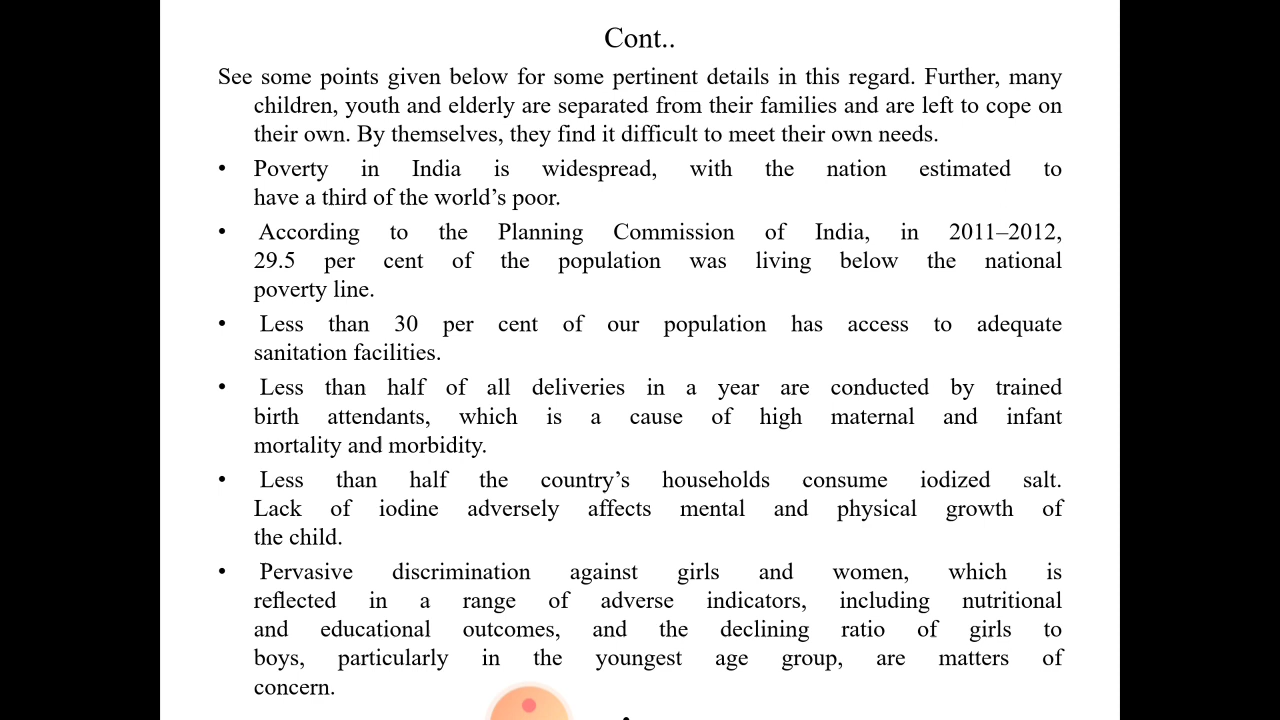 Cont..
See some points given below for some pertinent details in this regard. Further, many
children, youth and elderly are separated from their families and are left to cope on
their own. By themselves, they find it difficult to meet their own needs.
• Poverty in India is widespread, with the nation estimated to
have a third of the world’s poor.
• According to the Planning Commission of India, in 2011–2012,
29.5 per cent of the population was living below the national
poverty line.
• Less than 30 per cent of our population has access to adequate
sanitation facilities.
• Less than half of all deliveries in a year are conducted by trained
birth attendants, which is a cause of high maternal and infant
mortality and morbidity.
• Less than half the country’s households consume iodized salt.
Lack of iodine adversely affects mental and physical growth of
the child.
• Pervasive discrimination against girls and women, which is
reflected in a range of adverse indicators, including nutritional
and educational outcomes, and the declining ratio of girls to
boys, particularly in the youngest age group, are matters of
concern.